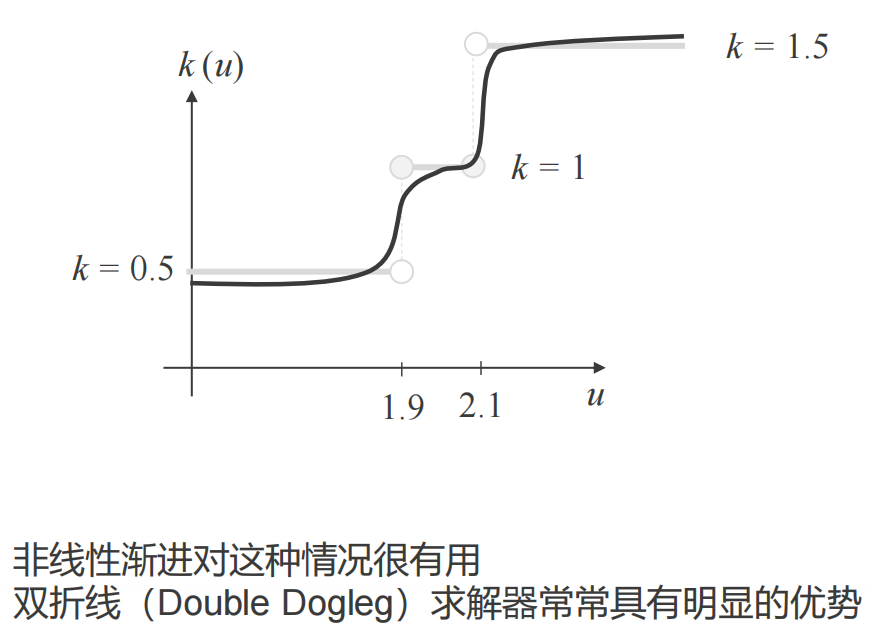 k (u)
k = 1.5
k = 1
k = 0.5
1.9
2.1
u
非线性渐进对这种情况很有用
双折线（Double Dogleg）求解器常常具有明显的优势